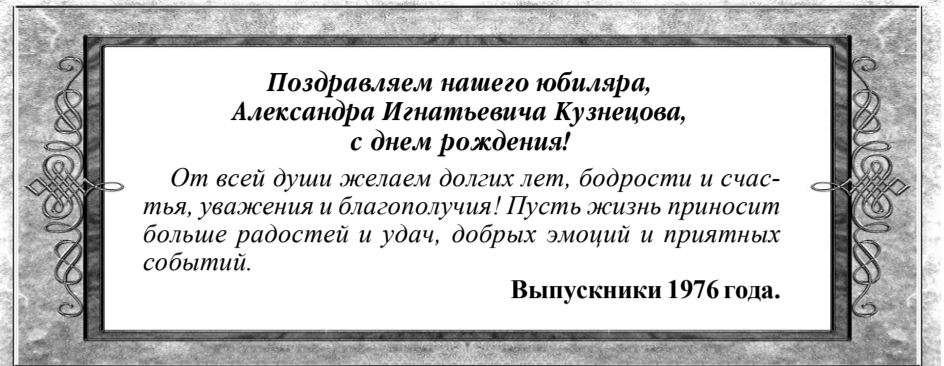 Поздравляем нашего юбиляра,
Александра Игнатьевича Кузнецова,
с днем рождения!
От всей души желаем долгих лет, бодрости и счас-
тья, уважения и благополучия! Пусть жизнь приносит
больше радостей и удач, добрых эмоций и приятных
событий.
Выпускники 1976 года.